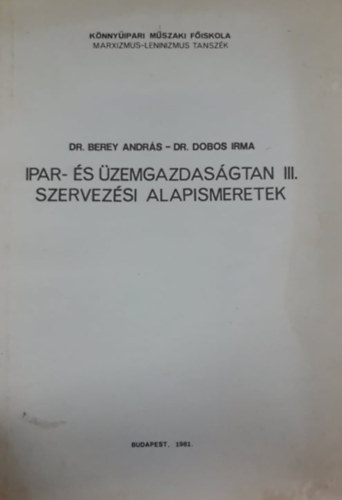 KÖNNYŰIPARI MŰSZAKI FŐISKOLA
MARXIZMUS-LENINIZMUS TANSZÉK
DR. BEREY ANDRÁS - DR. DOBOS IRMA
IPAR- ÉS ÜZEMGAZDASÁGTAN III.
SZERVEZÉSI ALAPISMERETEK
BUDAPEST, 1981.